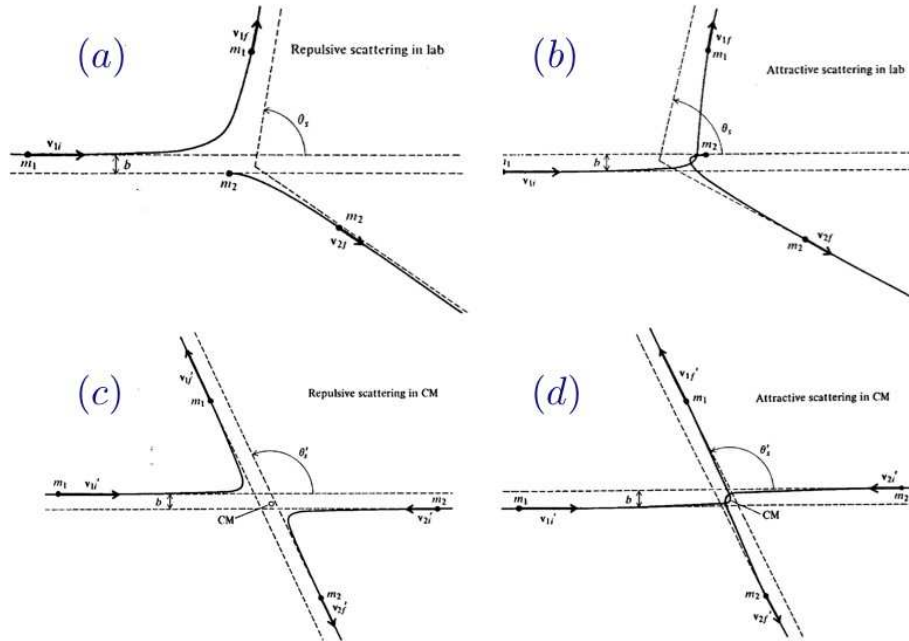 (a)
v1f
m1
Repulsive scattering in lab
θs
v1i
m1
b
m2
m2
v2f
(b)
v1f
m1
Attractive scattering in lab
θs
m2
b
v1i
v2f
m2
(c)
v1f'
m1
Repulsive scattering in CM
θs'
m1
v1i'
b
CM
m2
v2i'
m2
v2f'
(d)
v1f'
m1
Attractive scattering in CM
θs'
v2i'
m1
b
m2
v1i'
CM
m2
v2f'